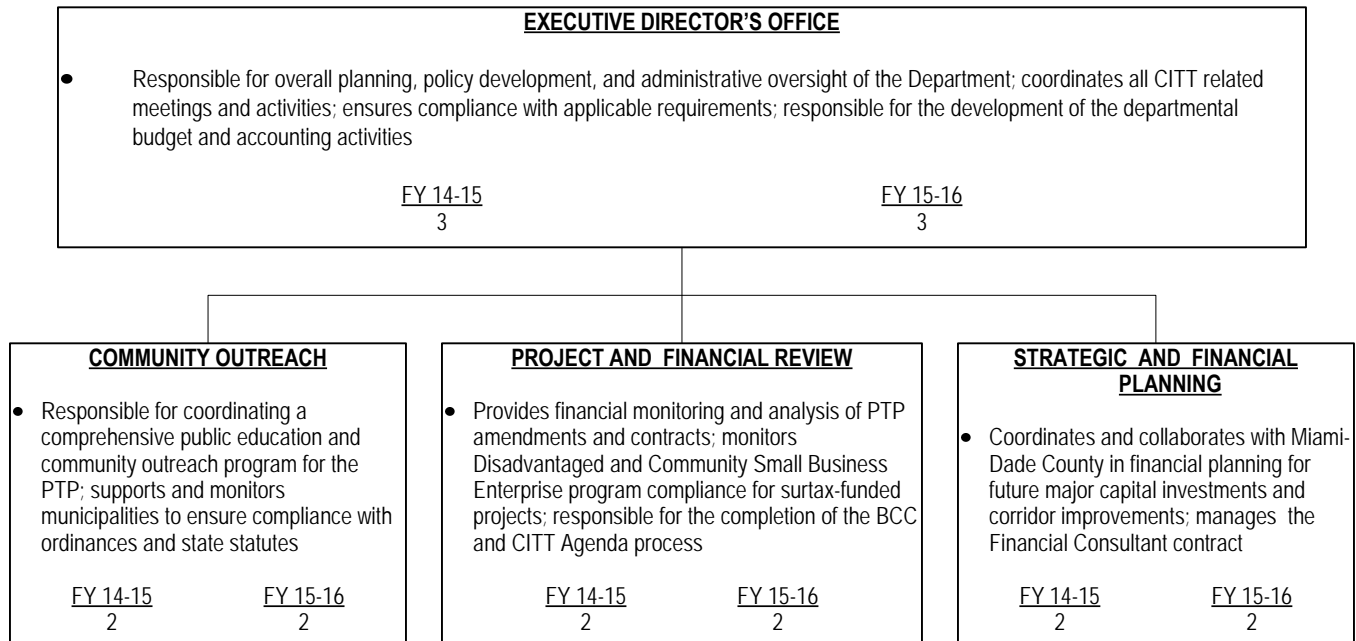 EXECUTIVE DIRECTOR'S OFFICE
• Responsible for overall planning, policy development, and administrative oversight of the Department; coordinates all CITT related
meetings and activities; ensures compliance with applicable requirements; responsible for the development of the departmental
budget and accounting activities
FY 14-15 FY 15-16
3 3
COMMUNITY OUTREACH
• Responsible for coordinating a
comprehensive public education and
community outreach program for the
PTP; supports and monitors
municipalities to ensure compliance with
ordinances and state statutes
FY 14-15 FY 15-16
2 2
PROJECT AND FINANCIAL REVIEW
• Provides financial monitoring and analysis of PTP
amendments and contracts; monitors
Disadvantaged and Community Small Business
Enterprise program compliance for surtax-funded
projects; responsible for the completion of the BCC
and CITT Agenda process
FY 14-15 FY 15-16
2 2
STRATEGIC AND FINANCIAL
PLANNING
• Coordinates and collaborates with Miami-
Dade County in financial planning for
future major capital investments and
corridor improvements; manages the
Financial Consultant contract
FY 14-15 FY 15-16
2 2